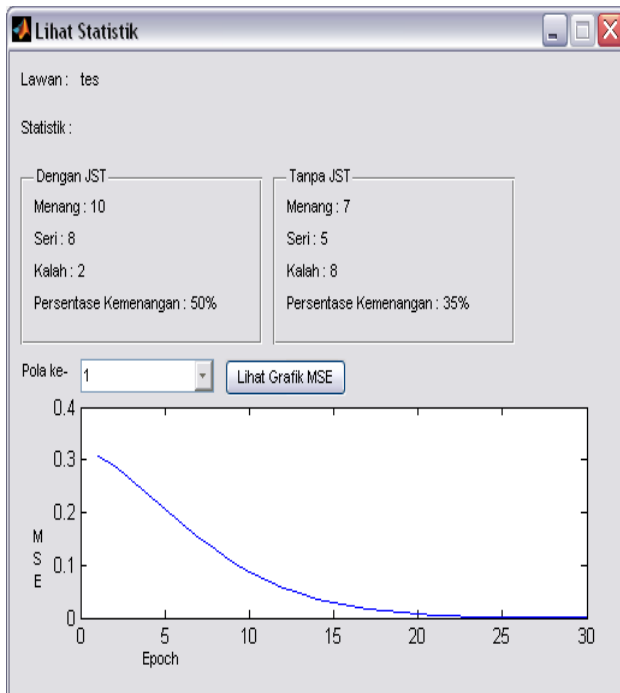 Lihat Statistik
Lawan : tes
Statistik :
Dengan JST
Menang : 10
Seri : 8
Kalah : 2
Persentase Kemenangan : 50%
Tanpa JST
Menang : 7
Seri : 5
Kalah : 8
Persentase Kemenangan : 35%
Pola ke- 1
Lihat Grafik MSE
0.4
0.3
0.2
0.1
0
M
S
E
0 5 10 15 20 25 30
Epoch